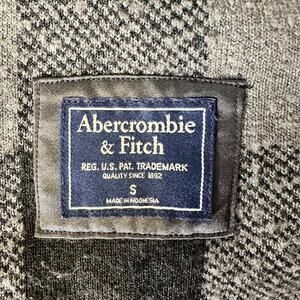 Abercrombie
& Fitch
REG. U.S. PAT. TRADEMARK
QUALITY SINCE 1892
S
MADE IN INDONESIA